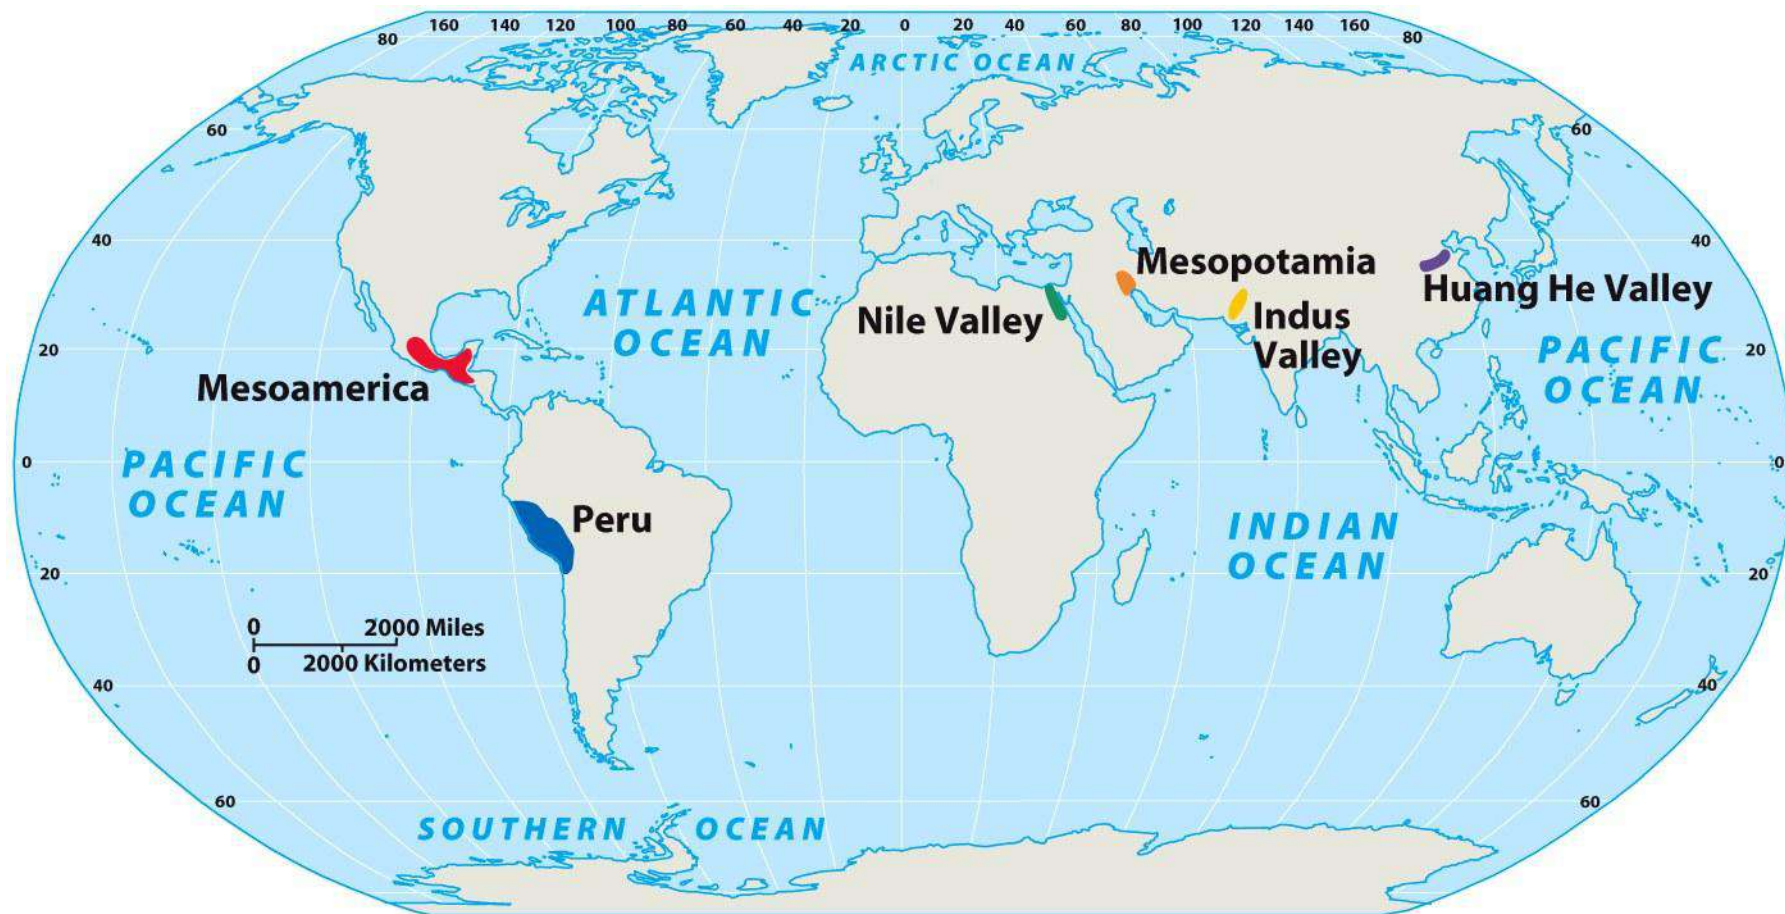 160 140 120 100 80 60 40 20 0 20 40 60 80 100 120 140 160
80 80
ARCTIC OCEAN
60 60
40 40
Mesopotamia
Huang He Valley
ATLANTIC
OCEAN
Nile Valley
Indus
Valley
PACIFIC
OCEAN
20 20
Mesoamerica
PACIFIC
OCEAN
0 0
Peru
INDIAN
OCEAN
20 20
0 2000 Miles
0 2000 Kilometers
40 40
60 60
SOUTHERN OCEAN